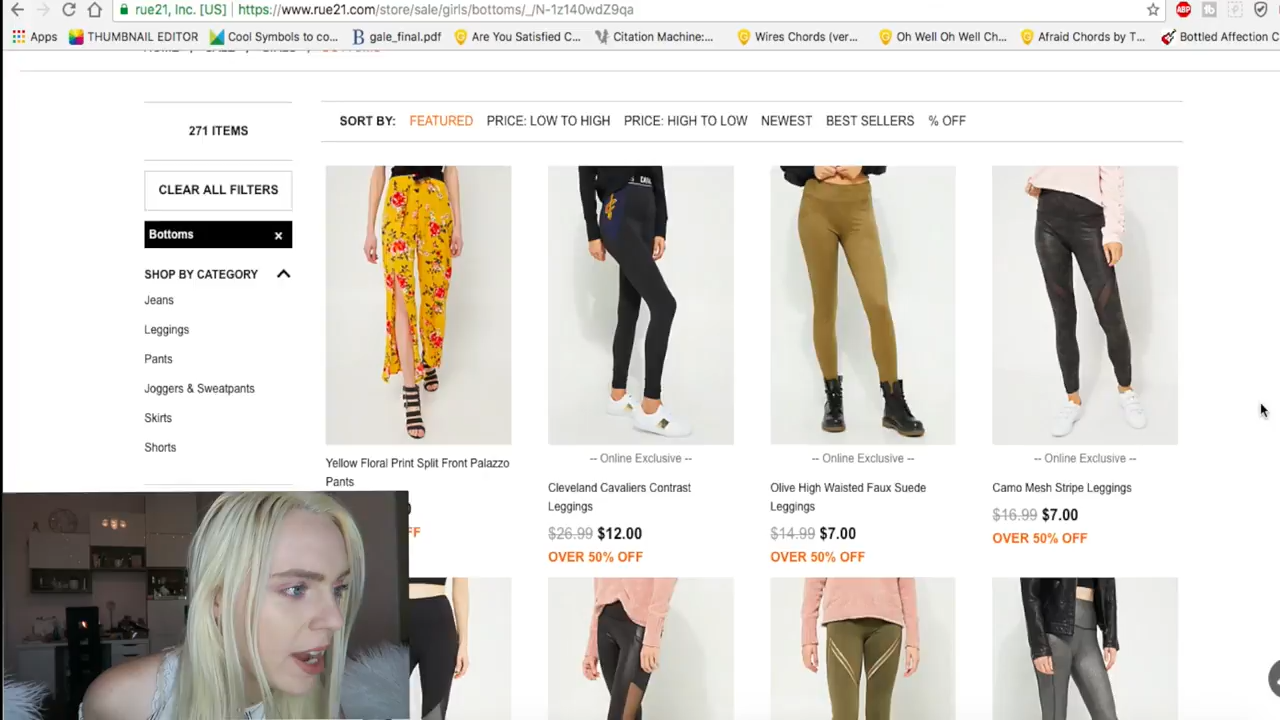 rue21, Inc. [US] https://www.rue21.com/store/sale/girls/bottoms/_/N-1z140wdZ9qa
ABP
Apps THUMBNAIL EDITOR Cool Symbols to co... gale_final.pdf Are You Satisfied C... Citation Machine:... Wires Chords (ver... Oh Well Oh Well Ch... Afraid Chords by T... Bottled Affection C
271 ITEMS
SORT BY: FEATURED PRICE: LOW TO HIGH PRICE: HIGH TO LOW NEWEST BEST SELLERS % OFF
CLEAR ALL FILTERS
Bottoms x
SHOP BY CATEGORY
Jeans
Leggings
Pants
Joggers & Sweatpants
Skirts
Shorts
Yellow Floral Print Split Front Palazzo
Pants
-- Online Exclusive --
Cleveland Cavaliers Contrast
Leggings
$26.99 $12.00
OVER 50% OFF
-- Online Exclusive --
Olive High Waisted Faux Suede
Leggings
$14.99 $7.00
OVER 50% OFF
-- Online Exclusive --
Camo Mesh Stripe Leggings
$16.99 $7.00
OVER 50% OFF